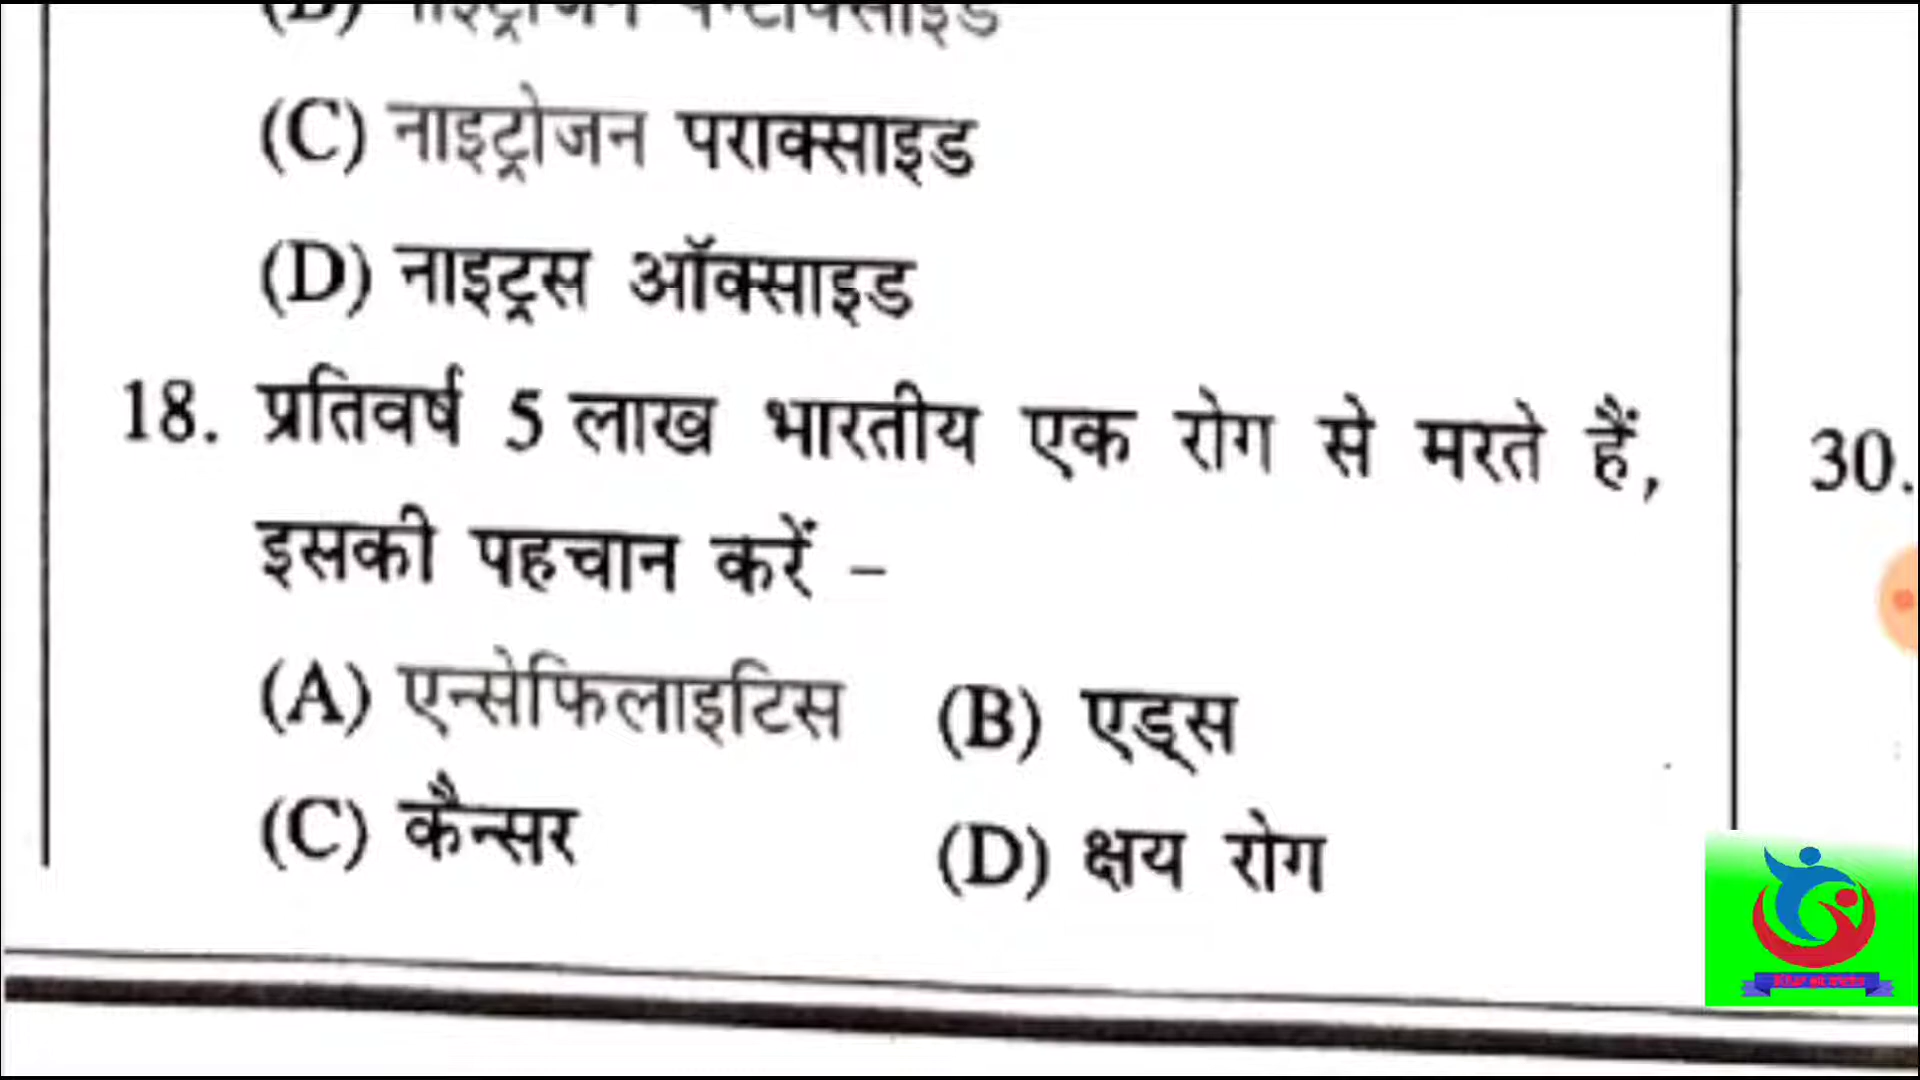 (C) नाइट्रोजन पराक्साइड
(D) नाइट्रस ऑक्साइड
18. प्रतिवर्ष 5 लाख भारतीय एक रोग से मरते हैं,
इसकी पहचान करें –
(A) एन्सेफिलाइटिस (B) एड्स
(C) कैन्सर (D) क्षय रोग
30.